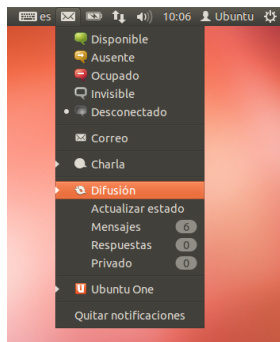 es 10:06 Ubuntu
Disponible
Ausente
Ocupado
Invisible
Desconectado
Correo
Charla
Difusión
Actualizar estado
Mensajes 6
Respuestas 0
Privado 0
Ubuntu One
Quitar notificaciones